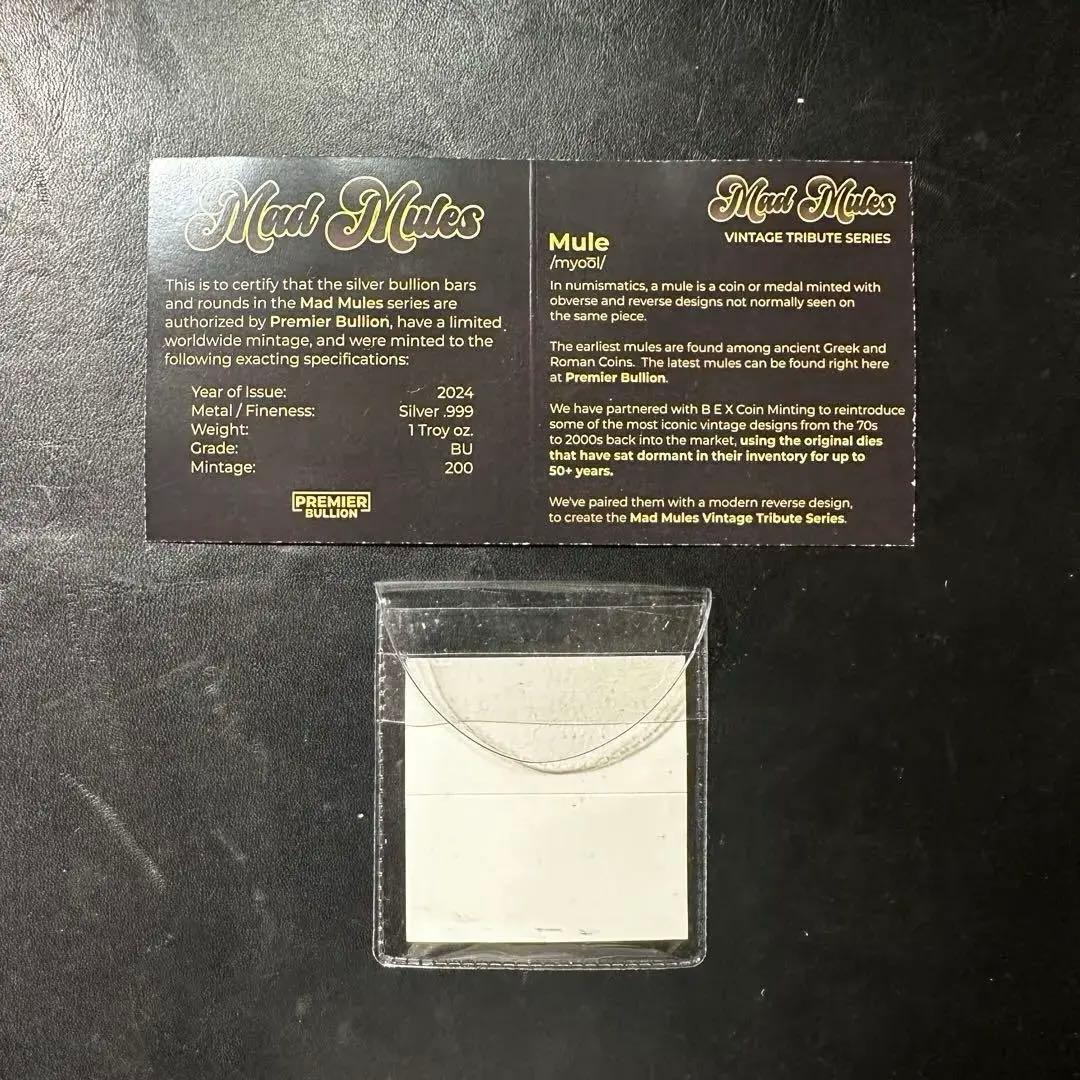 Mad Mules
This is to certify that the silver bullion bars
and rounds in the Mad Mules series are
authorized by Premier Bullion, have a limited
worldwide mintage, and were minted to the
following exacting specifications:
Year of Issue: 2024
Metal / Fineness: Silver .999
Weight: 1 Troy oz.
Grade: BU
Mintage: 200
PREMIER
BULLION
Mad Mules
VINTAGE TRIBUTE SERIES
Mule
/myo͞ol/
In numismatics, a mule is a coin or medal minted with
obverse and reverse designs not normally seen on
the same piece.
The earliest mules are found among ancient Greek and
Roman Coins. The latest mules can be found right here
at Premier Bullion.
We have partnered with B E X Coin Minting to reintroduce
some of the most iconic vintage designs from the 70s
to 2000s back into the market, using the original dies
that have sat dormant in their inventory for up to
50+ years.
We've paired them with a modern reverse design,
to create the Mad Mules Vintage Tribute Series.